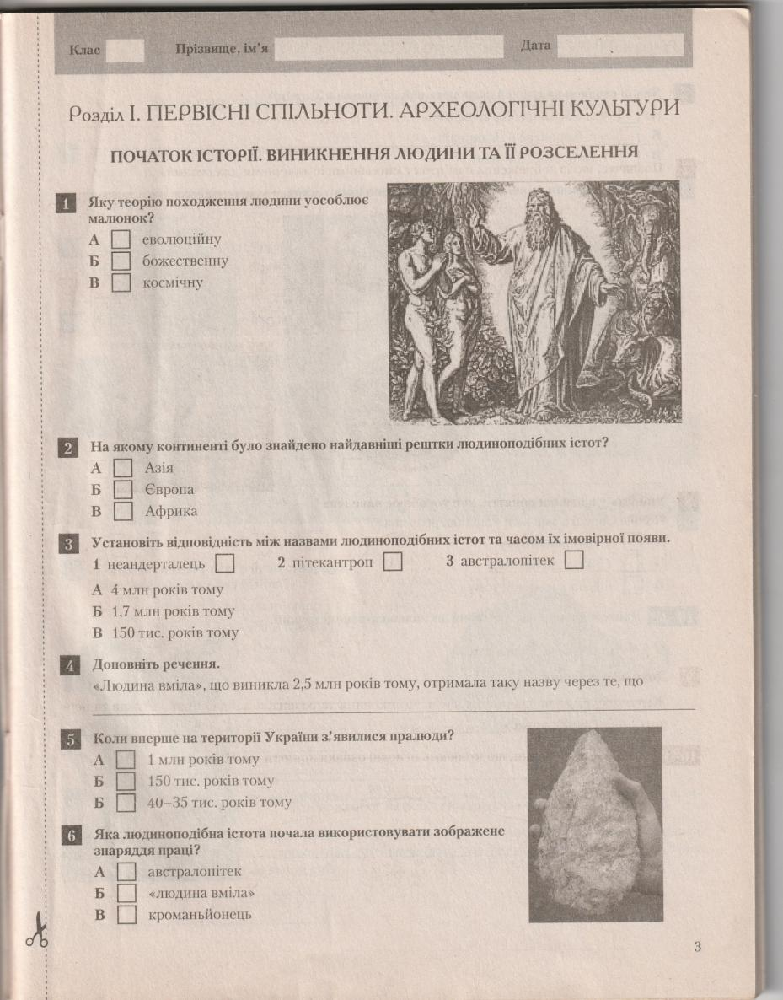 Клас Прізвище, ім’я Дата
Розділ І. ПЕРВІСНІ СПІЛЬНОТИ. АРХЕОЛОГІЧНІ КУЛЬТУРИ
ПОЧАТОК ІСТОРІЇ. ВИНИКНЕННЯ ЛЮДИНИ ТА ЇЇ РОЗСЕЛЕННЯ
1 Яку теорію походження людини уособлює
малюнок?
А еволюційну
Б божественну
В космічну
2 На якому континенті було знайдено найдавніші рештки людиноподібних істот?
А Азія
Б Європа
В Африка
3 Установіть відповідність між назвами людиноподібних істот та часом їх імовірної появи.
1 неандерталець 2 пітекантроп 3 австралопітек
А 4 млн років тому
Б 1,7 млн років тому
В 150 тис. років тому
4 Доповніть речення.
«Людина вміла», що виникла 2,5 млн років тому, отримала таку назву через те, що
5 Коли вперше на території України з’явилися пралюди?
А 1 млн років тому
Б 150 тис. років тому
Б 40–35 тис. років тому
6 Яка людиноподібна істота почала використовувати зображене
знаряддя праці?
А австралопітек
Б «людина вміла»
В кроманьйонець
3